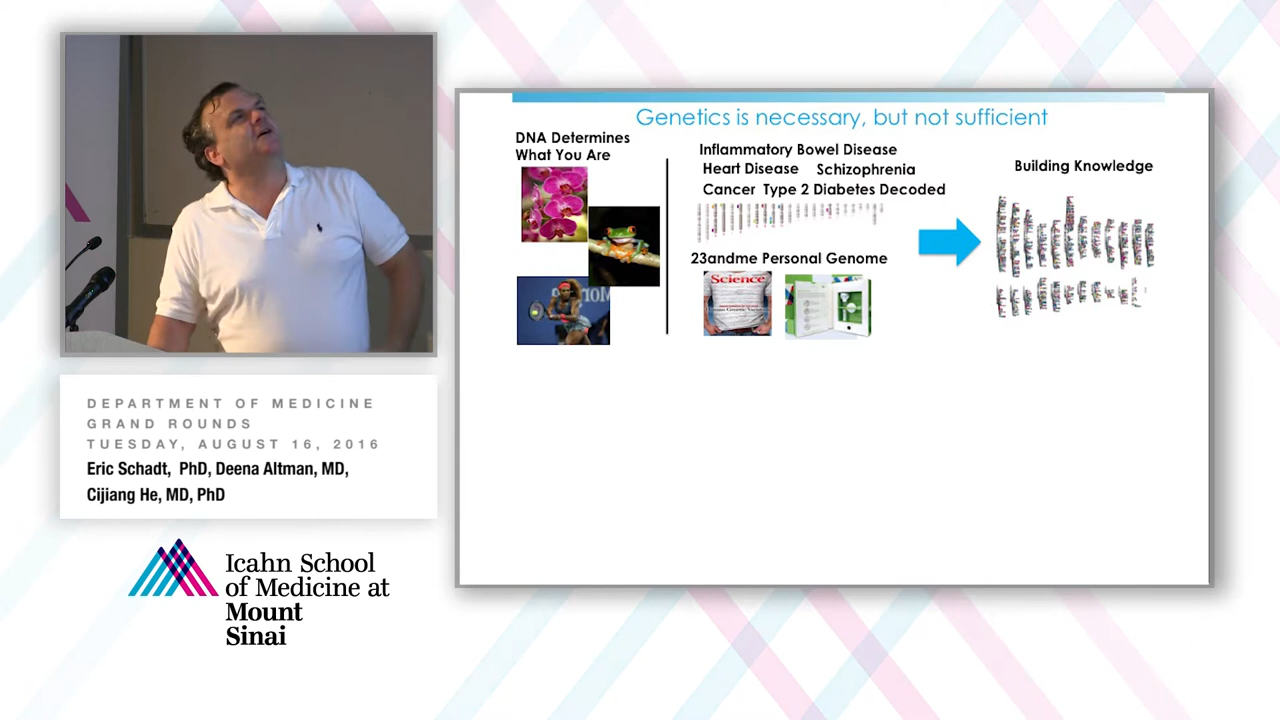 Genetics is necessary, but not sufficient
DNA Determines
What You Are
Inflammatory Bowel Disease
Heart Disease Schizophrenia
Cancer Type 2 Diabetes Decoded
Building Knowledge
23andme Personal Genome
Science
DEPARTMENT OF MEDICINE
GRAND ROUNDS
TUESDAY, AUGUST 16, 2016
Eric Schadt, PhD, Deena Altman, MD,
Cijiang He, MD, PhD
Icahn School
of Medicine at
Mount
Sinai